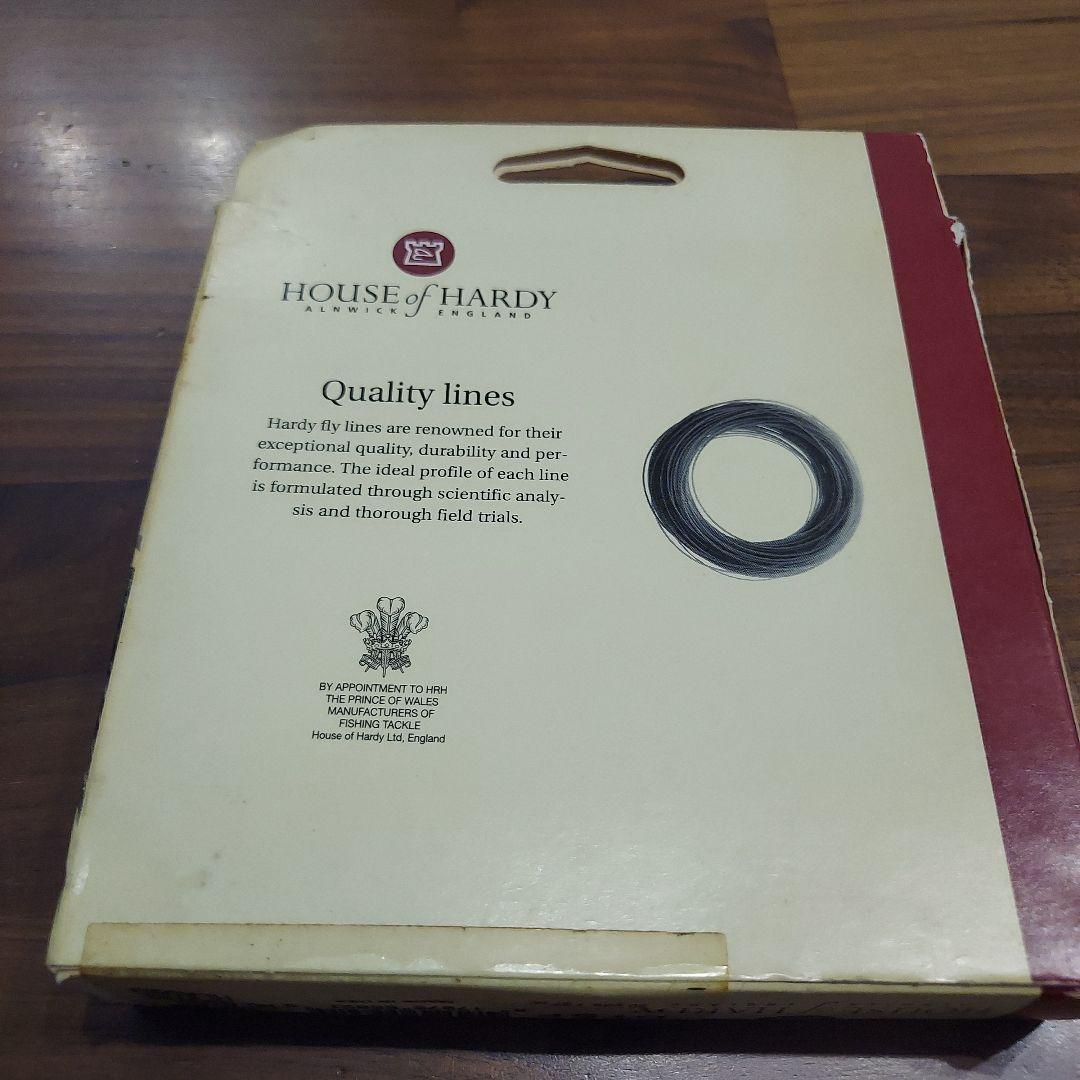 HOUSE of HARDY
ALNWICK ENGLAND
Quality lines
Hardy fly lines are renowned for their
exceptional quality, durability and per-
formance. The ideal profile of each line
is formulated through scientific analy-
sis and thorough field trials.
BY APPOINTMENT TO HRH
THE PRINCE OF WALES
MANUFACTURERS OF
FISHING TACKLE
House of Hardy Ltd, England